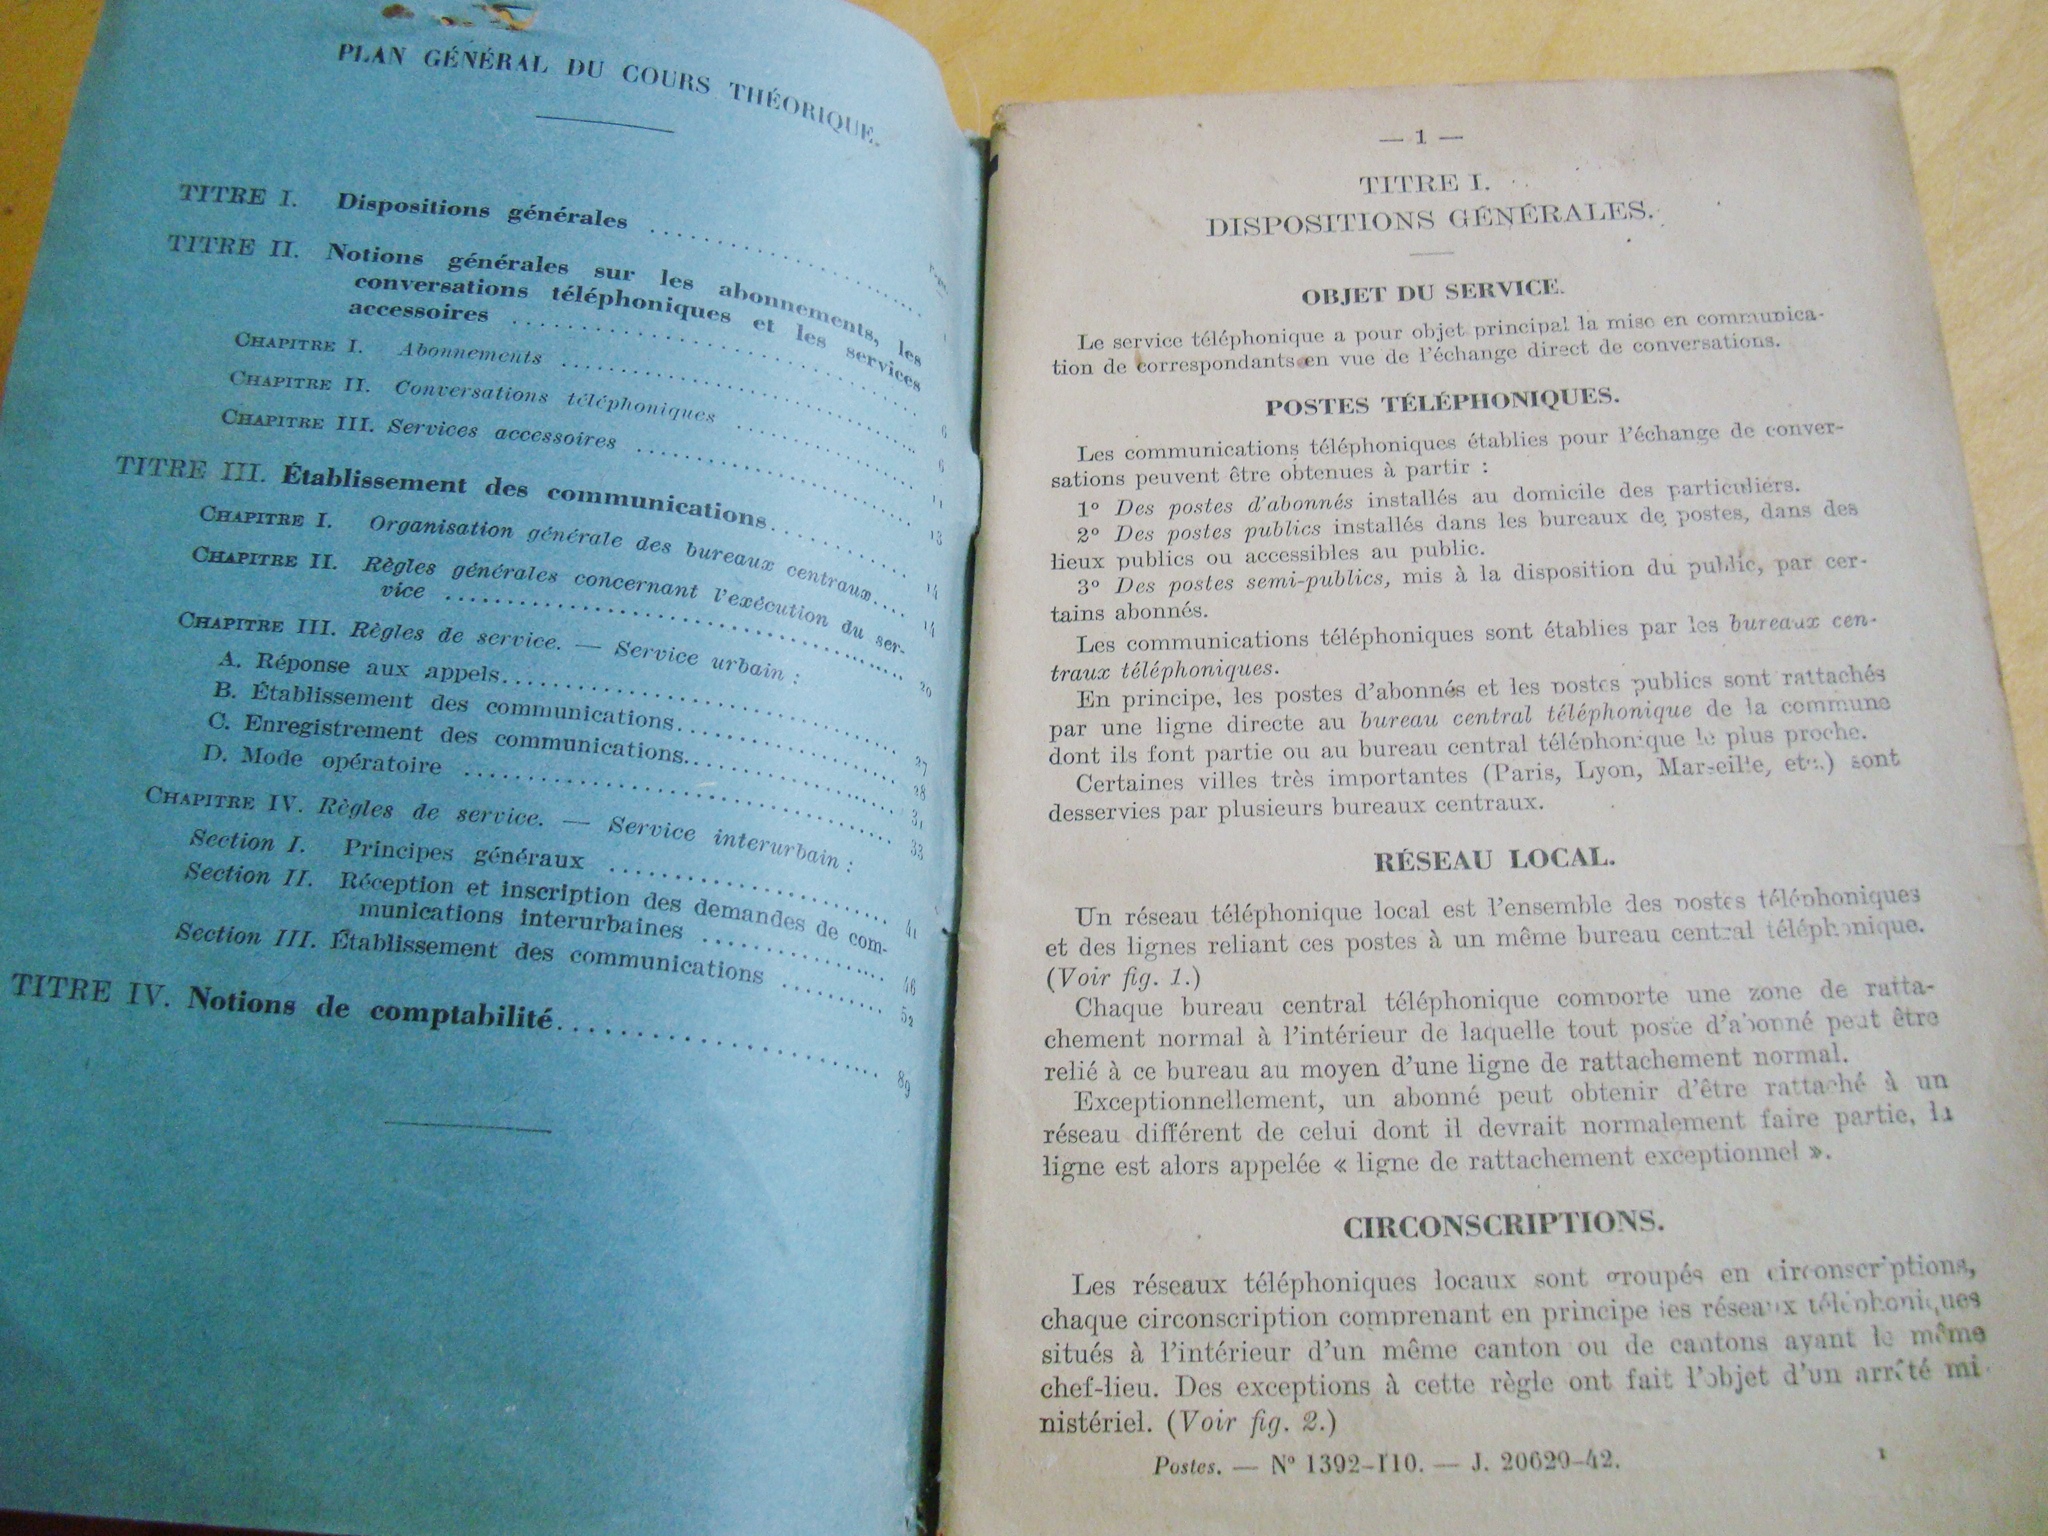 PLAN GÉNÉRAL DU COURS THÉORIQUE.
TITRE I. Dispositions générales
TITRE II. Notions générales sur les abonnements, les
conversations téléphoniques et les services
accessoires
CHAPITRE I. Abonnements 6
CHAPITRE II. Conversations téléphoniques 6
CHAPITRE III. Services accessoires 11
TITRE III. Établissement des communications 13
CHAPITRE I. Organisation générale des bureaux centraux 14
CHAPITRE II. Règles générales concernant l'exécution du ser-
vice 20
CHAPITRE III. Règles de service. — Service urbain :
A. Réponse aux appels 27
B. Établissement des communications 28
C. Enregistrement des communications 31
D. Mode opératoire 33
CHAPITRE IV. Règles de service. — Service interurbain :
Section I. Principes généraux 41
Section II. Réception et inscription des demandes de com-
munications interurbaines 46
Section III. Établissement des communications 52
TITRE IV. Notions de comptabilité 89
— 1 —
TITRE I.
DISPOSITIONS GÉNÉRALES.
OBJET DU SERVICE.
Le service téléphonique a pour objet principal la mise en communica-
tion de correspondants en vue de l'échange direct de conversations.
POSTES TÉLÉPHONIQUES.
Les communications téléphoniques établies pour l'échange de conver-
sations peuvent être obtenues à partir :
1° Des postes d'abonnés installés au domicile des particuliers.
2° Des postes publics installés dans les bureaux de postes, dans des
lieux publics ou accessibles au public.
3° Des postes semi-publics, mis à la disposition du public, par cer-
tains abonnés.
Les communications téléphoniques sont établies par les bureaux cen-
traux téléphoniques.
En principe, les postes d'abonnés et les postes publics sont rattachés
par une ligne directe au bureau central téléphonique de la commune
dont ils font partie ou au bureau central téléphonique le plus proche.
Certaines villes très importantes (Paris, Lyon, Marseille, etc.) sont
desservies par plusieurs bureaux centraux.
RÉSEAU LOCAL.
Un réseau téléphonique local est l'ensemble des postes téléphoniques
et des lignes reliant ces postes à un même bureau central téléphonique.
(Voir fig. 1.)
Chaque bureau central téléphonique comporte une zone de ratta-
chement normal à l'intérieur de laquelle tout poste d'abonné peut être
relié à ce bureau au moyen d'une ligne de rattachement normal.
Exceptionnellement, un abonné peut obtenir d'être rattaché à un
réseau différent de celui dont il devrait normalement faire partie, la
ligne est alors appelée « ligne de rattachement exceptionnel ».
CIRCONSCRIPTIONS.
Les réseaux téléphoniques locaux sont groupés en circonscriptions,
chaque circonscription comprenant en principe les réseaux téléphoniques
situés à l'intérieur d'un même canton ou de cantons ayant le même
chef-lieu. Des exceptions à cette règle ont fait l'objet d'un arrêté mi-
nistériel. (Voir fig. 2.)
Postes. — N° 1392-I10. — J. 20629-42. 1